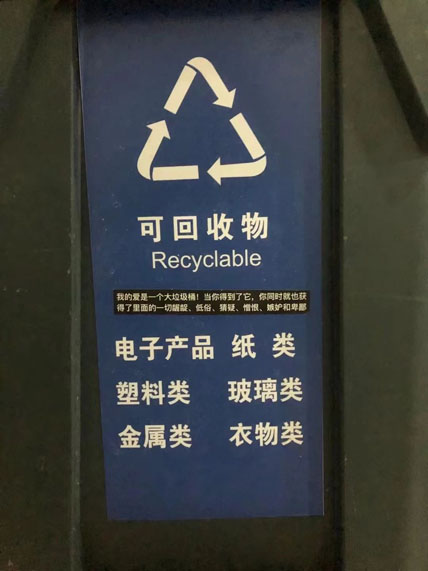 可回收物
Recyclable
我的爱是一个大垃圾桶！当你得到了它，你同时就也获
得了里面的一切龌龊、低俗、猜疑、憎恨、嫉妒和卑鄙
电子产品 纸 类
塑料类 玻璃类
金属类 衣物类